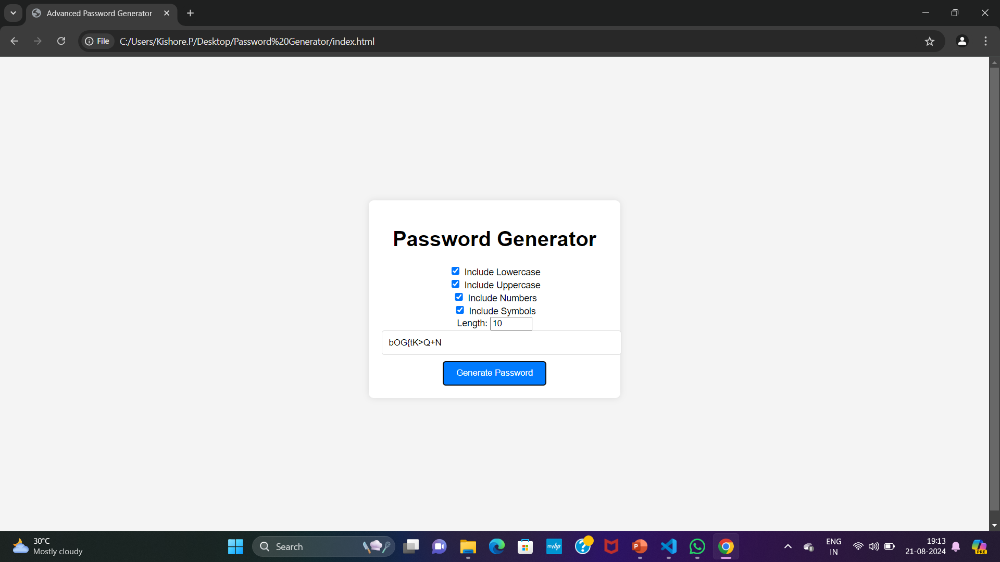 Advanced Password Generator
File
C:/Users/Kishore.P/Desktop/Password%20Generator/index.html
Password Generator
Include Lowercase
Include Uppercase
Include Numbers
Include Symbols
Length: 10
bOG{tK>Q+N
Generate Password
30°C
Mostly cloudy
Search
myhp
ENG
IN
19:13
21-08-2024
PRE